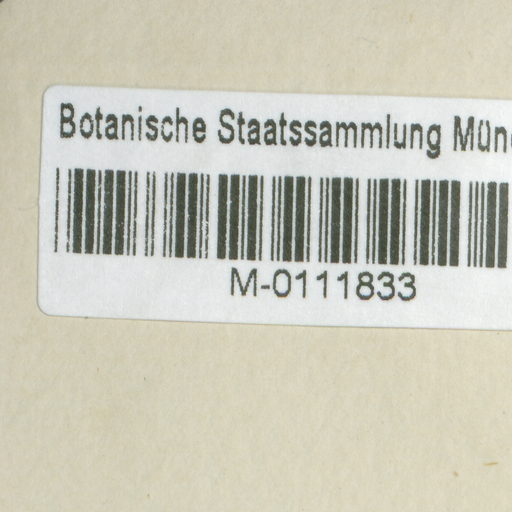 Botanische Staatssammlung Mün
M-0111833